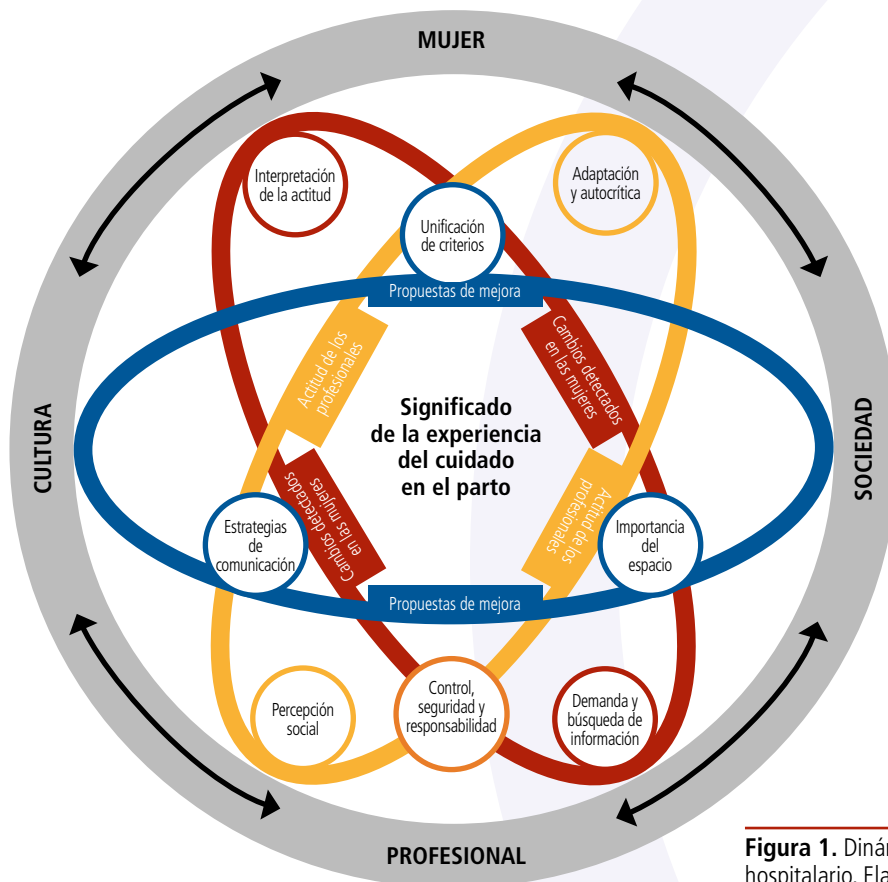 MUJER
Interpretación
de la actitud
Adaptación
y autocrítica
Unificación
de criterios
Propuestas de mejora
Actitud de los
profesionales
Cambios detectados
en las mujeres
CULTURA
Significado
de la experiencia
del cuidado
en el parto
SOCIEDAD
Cambios detectados
en las mujeres
Actitud de los
profesionales
Estrategias
de
comunicación
Importancia
del
espacio
Propuestas de mejora
Percepción
social
Control,
seguridad y
responsabilidad
Demanda y
búsqueda de
información
PROFESIONAL
Figura 1. Dinár
hospitalario. Ela